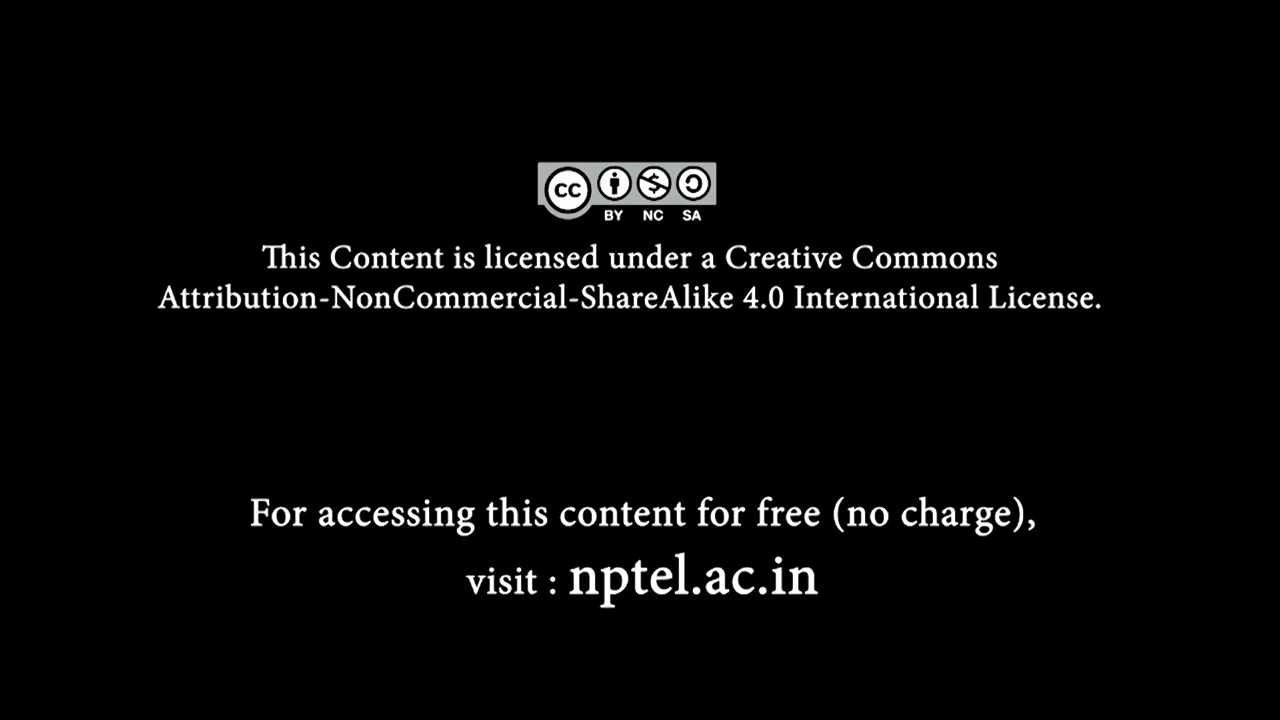 CC BY NC SA
This Content is licensed under a Creative Commons
Attribution-NonCommercial-ShareAlike 4.0 International License.
For accessing this content for free (no charge),
visit : nptel.ac.in